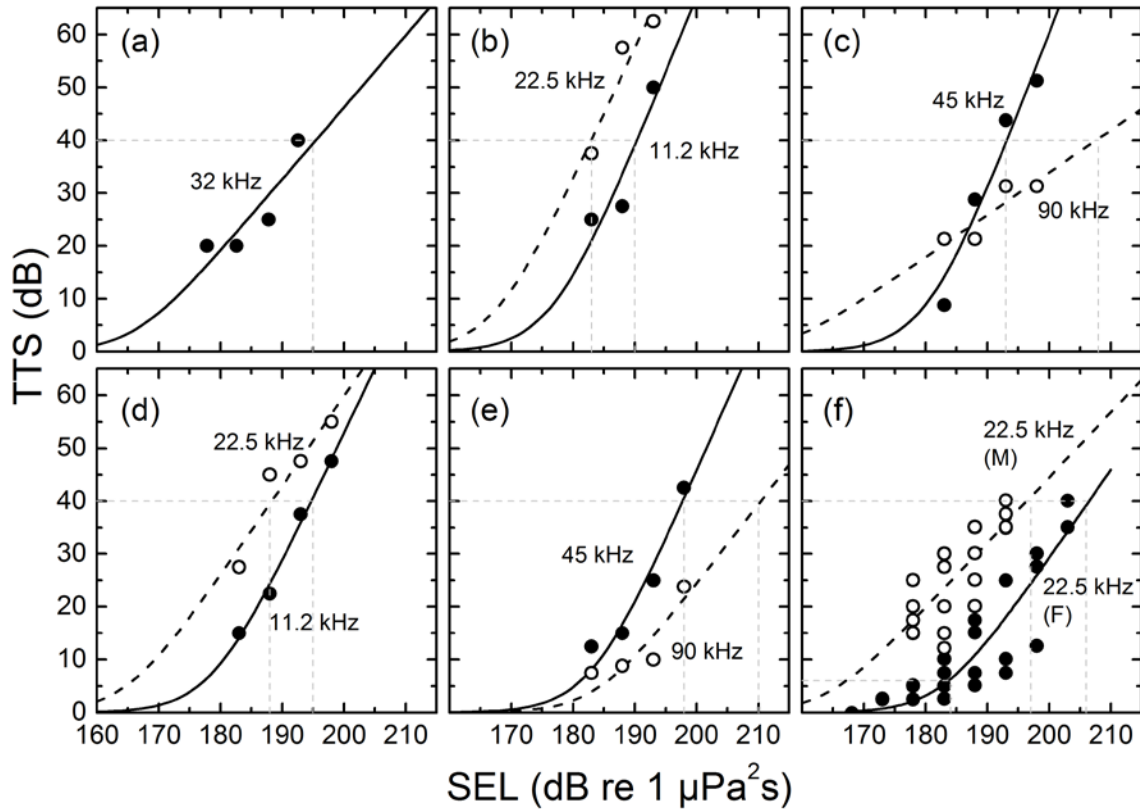 (a)
(b)
(c)
32 kHz
22.5 kHz
11.2 kHz
45 kHz
90 kHz
60
50
40
30
20
10
0
(d)
(e)
(f)
22.5 kHz
11.2 kHz
45 kHz
90 kHz
22.5 kHz
(M)
22.5 kHz
(F)
60
50
40
30
20
10
0
TTS (dB)
160 170 180 190 200 210
170 180 190 200 210
170 180 190 200 210
SEL (dB re 1 µPa²s)